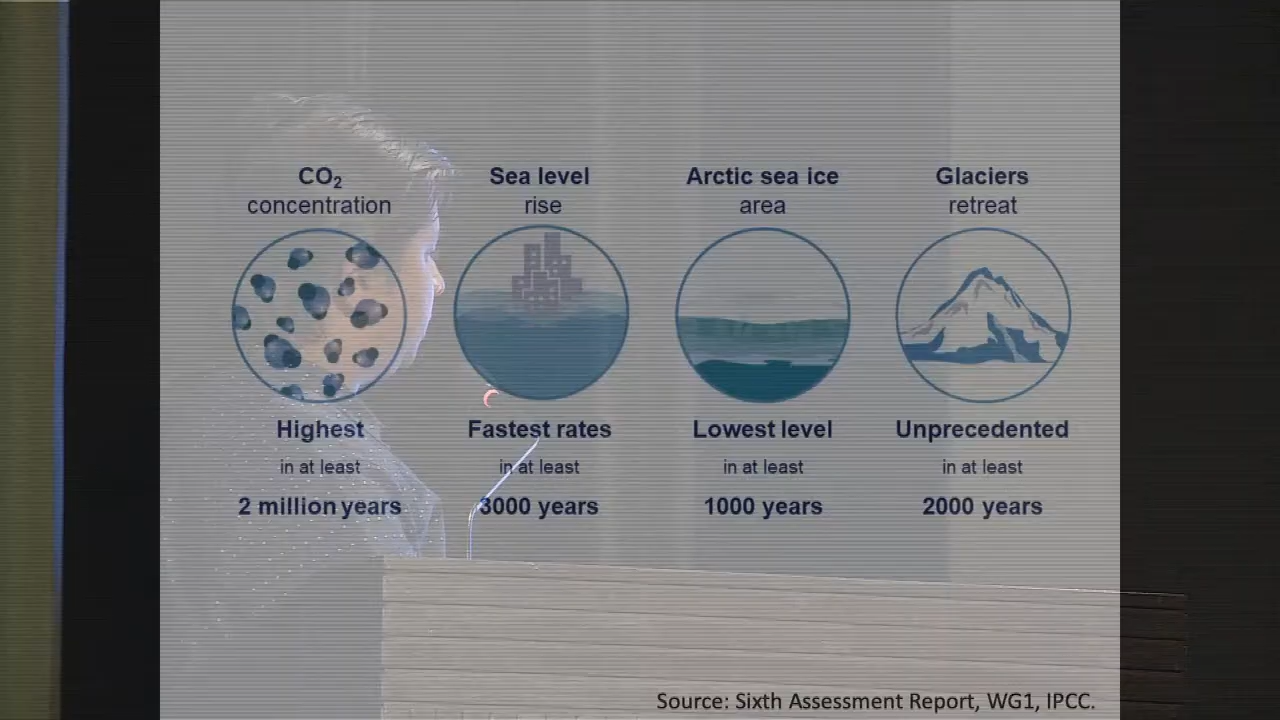 CO₂
concentration
Sea level
rise
Arctic sea ice
area
Glaciers
retreat
Highest
in at least
2 million years
Fastest rates
in at least
3000 years
Lowest level
in at least
1000 years
Unprecedented
in at least
2000 years
Source: Sixth Assessment Report, WG1, IPCC.